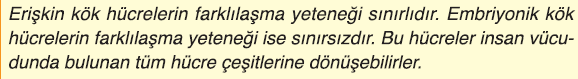 Erişkin kök hücrelerin farklılaşma yeteneği sınırlıdır. Embriyonik kök
hücrelerin farklılaşma yeteneği ise sınırsızdır. Bu hücreler insan vücu-
dunda bulunan tüm hücre çeşitlerine dönüşebilirler.